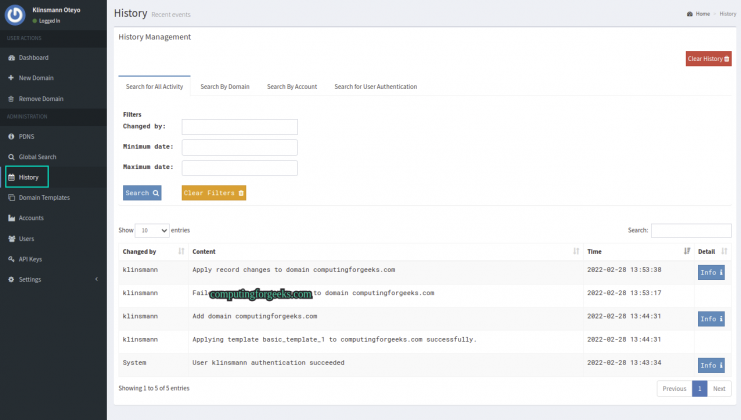 Klinsmann Oteyo
Logged In
USER ACTIONS
Dashboard
New Domain
Remove Domain
ADMINISTRATION
PDNS
Global Search
History
Domain Templates
Accounts
Users
API Keys
Settings
History Recent events
Home > History
History Management
Clear History
Search for All Activity Search By Domain Search By Account Search for User Authentication
Filters
Changed by:
Minimum date:
Maximum date:
Search Clear Filters
Show 10 entries Search:
Changed by Content Time Detail
klinsmann Apply record changes to domain computingforgeeks.com 2022-02-28 13:53:38 Info
klinsmann to domain computingforgeeks.com 2022-02-28 13:53:17
computingforgeeks.com
klinsmann Add domain computingforgeeks.com 2022-02-28 13:44:31 Info
klinsmann Applying template basic_template_1 to computingforgeeks.com successfully. 2022-02-28 13:44:31
System User klinsmann authentication succeeded 2022-02-28 13:43:34 Info
Showing 1 to 5 of 5 entries
Previous 1 Next